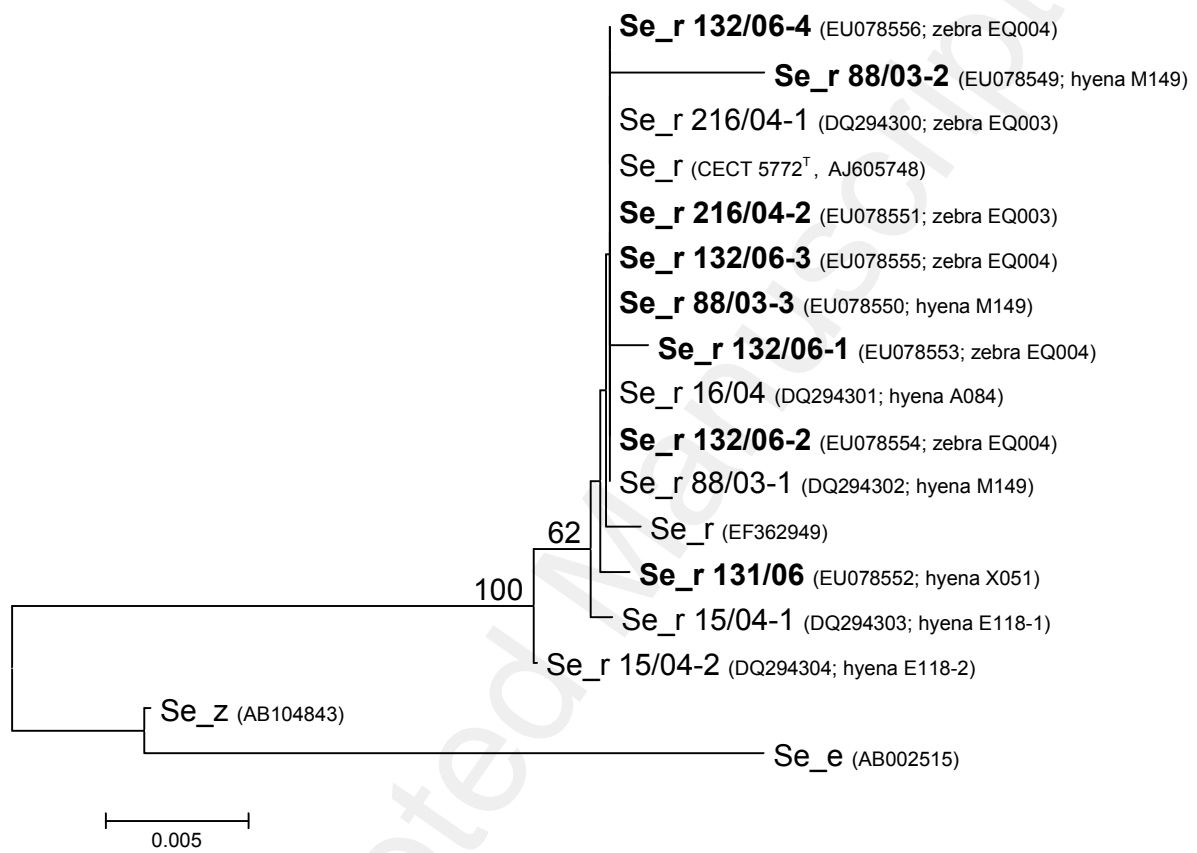 Se_r 132/06-4 (EU078556; zebra EQ004)
Se_r 88/03-2 (EU078549; hyena M149)
Se_r 216/04-1 (DQ294300; zebra EQ003)
Se_r (CECT 5772ᵀ, AJ605748)
Se_r 216/04-2 (EU078551; zebra EQ003)
Se_r 132/06-3 (EU078555; zebra EQ004)
Se_r 88/03-3 (EU078550; hyena M149)
Se_r 132/06-1 (EU078553; zebra EQ004)
Se_r 16/04 (DQ294301; hyena A084)
Se_r 132/06-2 (EU078554; zebra EQ004)
Se_r 88/03-1 (DQ294302; hyena M149)
Se_r (EF362949)
62
Se_r 131/06 (EU078552; hyena X051)
100
Se_r 15/04-1 (DQ294303; hyena E118-1)
Se_r 15/04-2 (DQ294304; hyena E118-2)
Se_z (AB104843)
Se_e (AB002515)
0.005
pted Manuscript